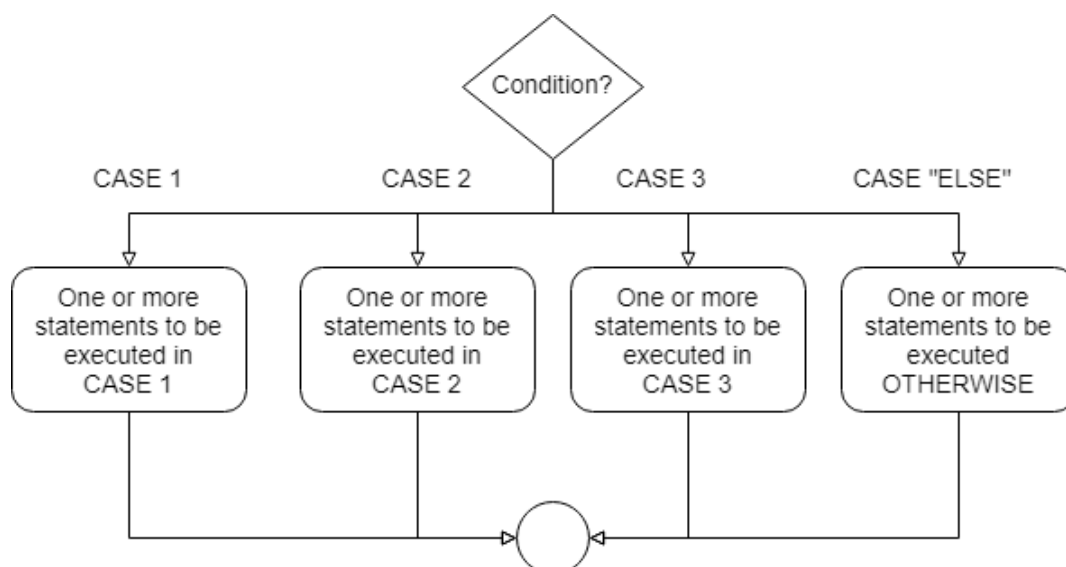 Condition?
CASE 1
CASE 2
CASE 3
CASE "ELSE"
One or more
statements to be
executed in
CASE 1
One or more
statements to be
executed in
CASE 2
One or more
statements to be
executed in
CASE 3
One or more
statements to be
executed
OTHERWISE